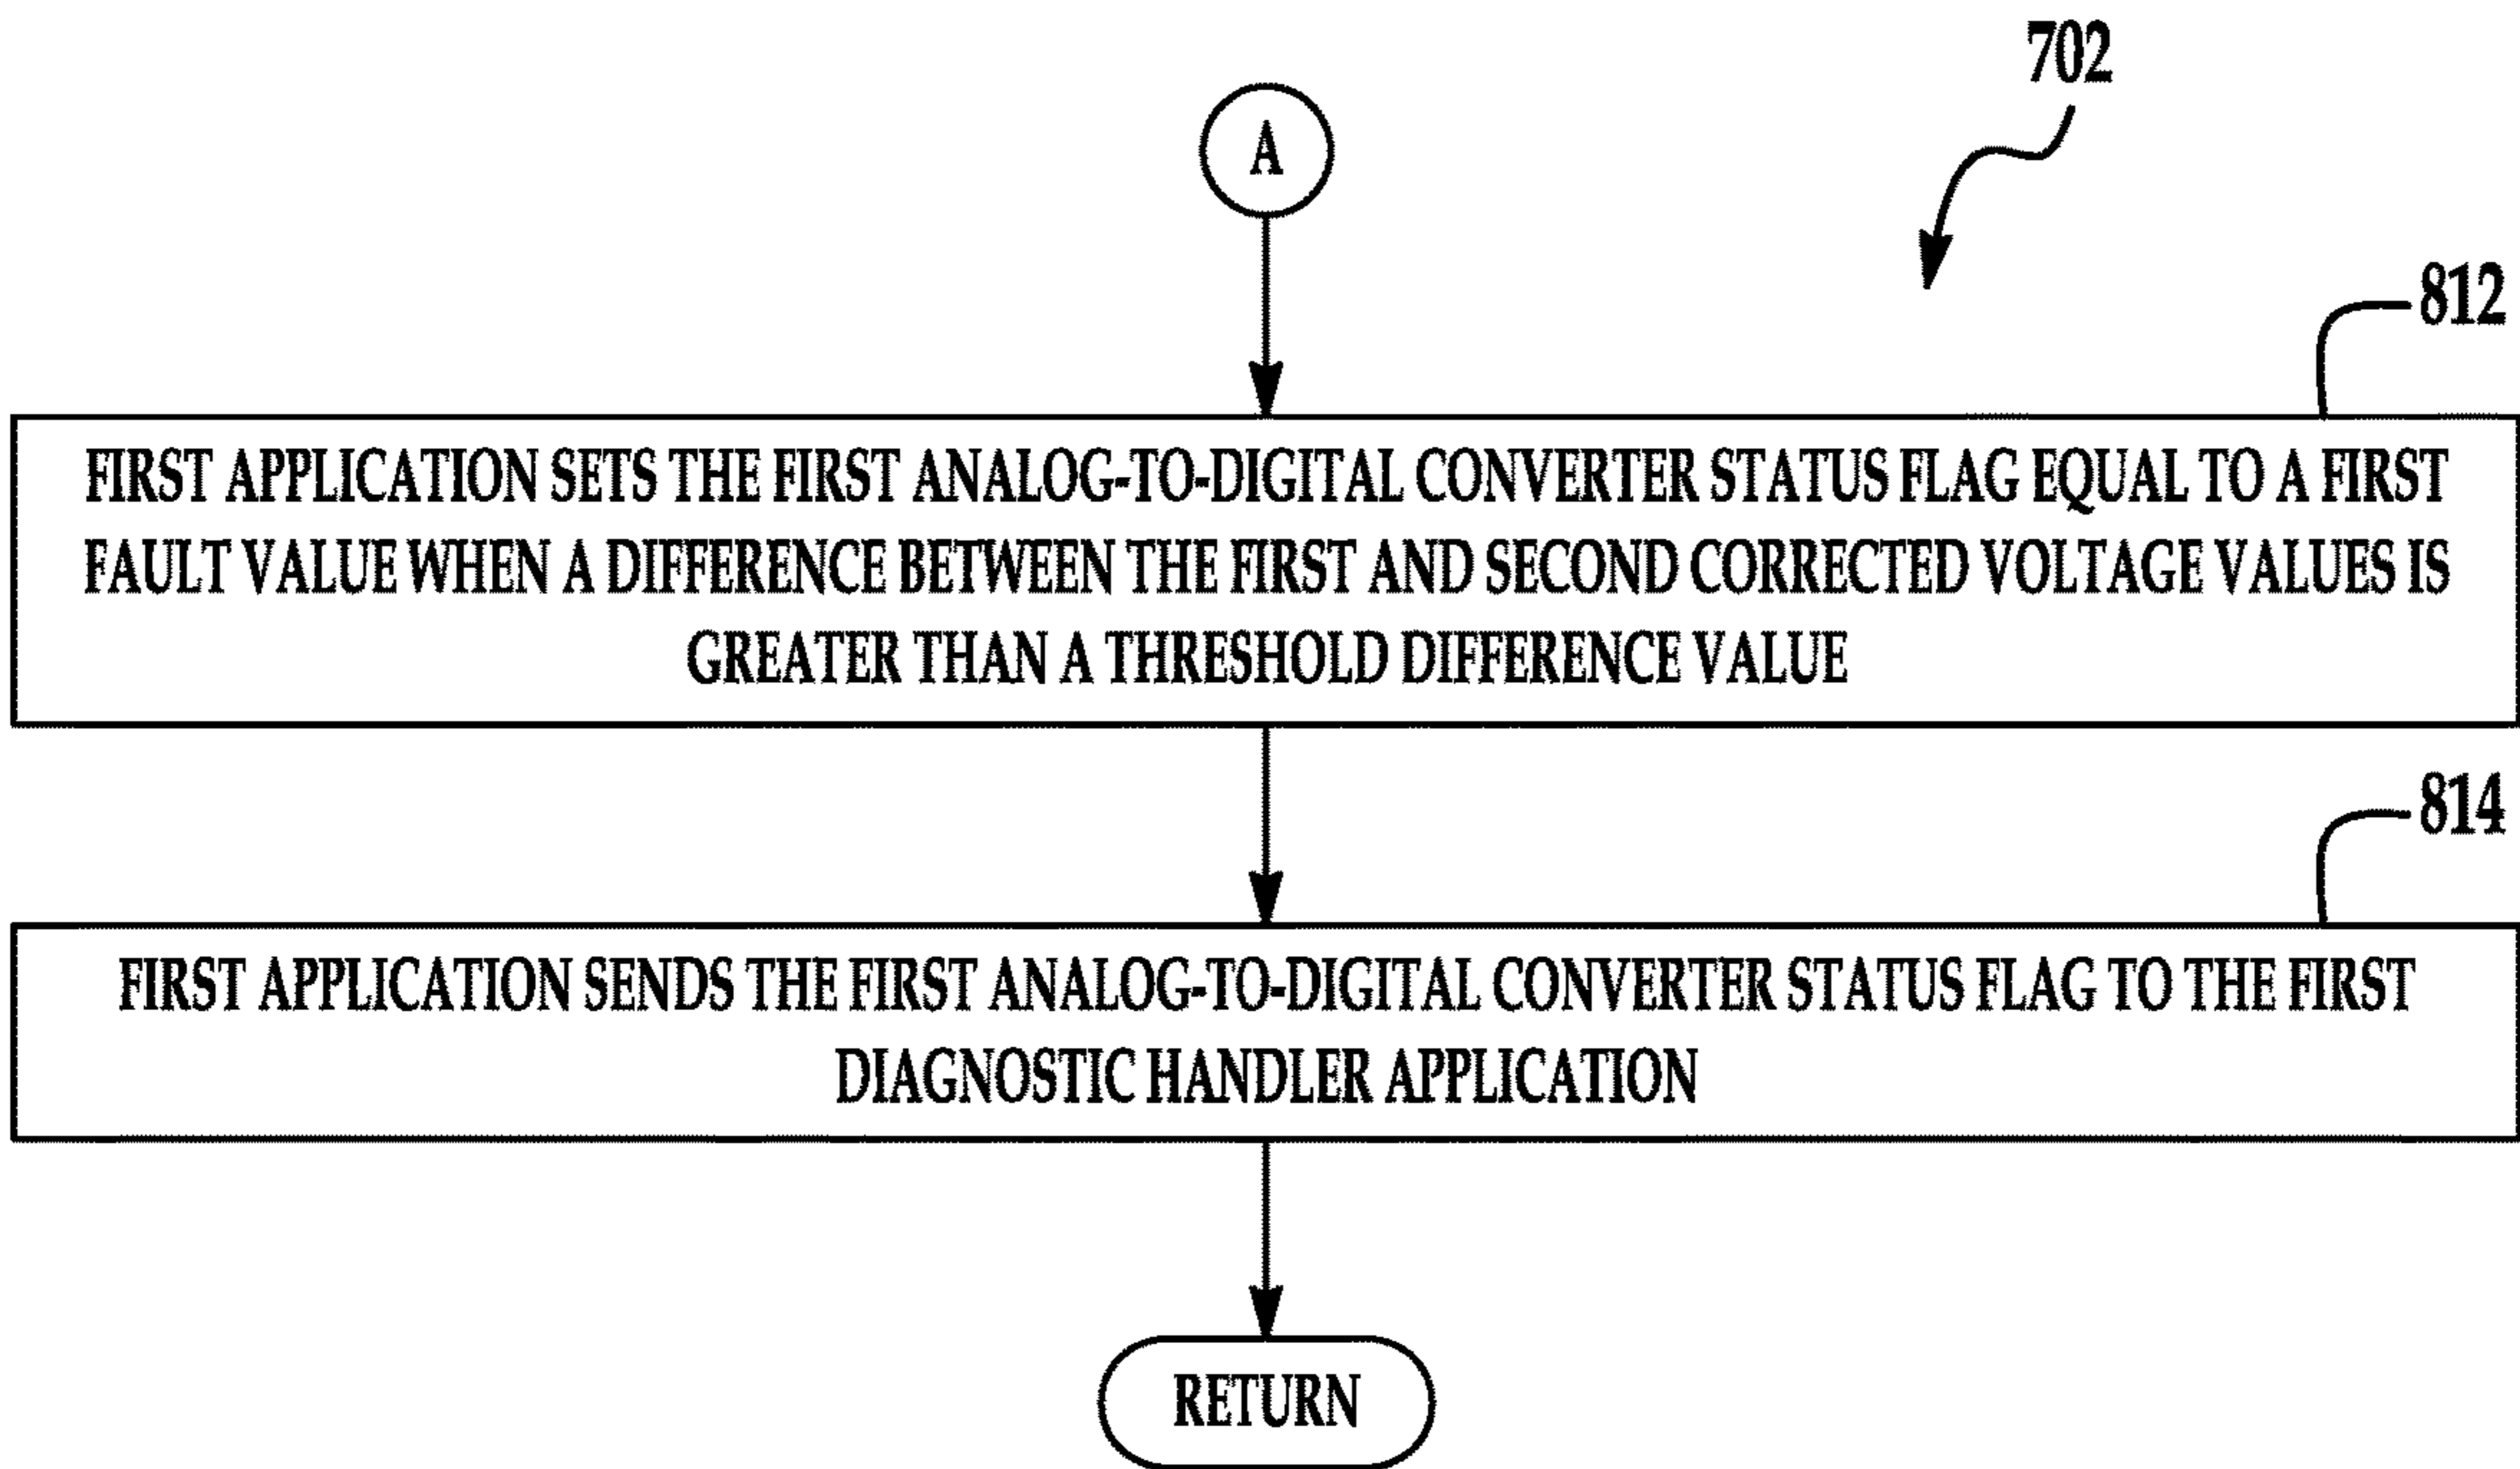 702
A
812
FIRST APPLICATION SETS THE FIRST ANALOG-TO-DIGITAL CONVERTER STATUS FLAG EQUAL TO A FIRST
FAULT VALUE WHEN A DIFFERENCE BETWEEN THE FIRST AND SECOND CORRECTED VOLTAGE VALUES IS
GREATER THAN A THRESHOLD DIFFERENCE VALUE
814
FIRST APPLICATION SENDS THE FIRST ANALOG-TO-DIGITAL CONVERTER STATUS FLAG TO THE FIRST
DIAGNOSTIC HANDLER APPLICATION
RETURN